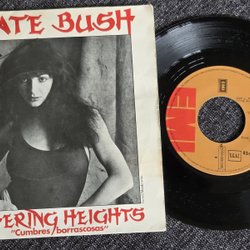 ATE BUSH
ERING HEIGHTS
"Cumbres borrascosas"
EMI